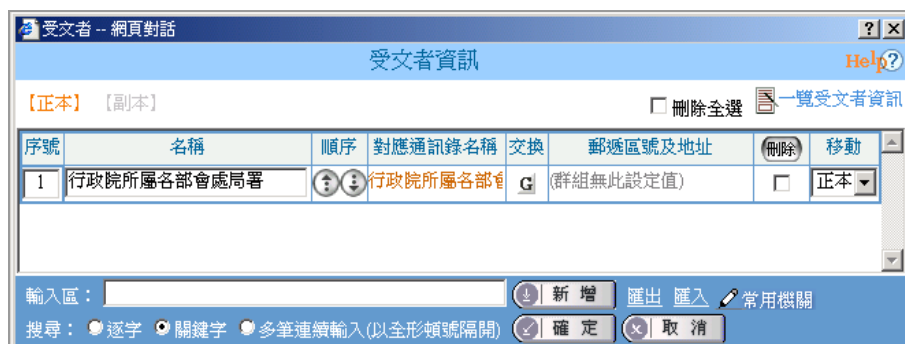 受文者 -- 網頁對話
受文者資訊 Help?
【正本】 【副本】 刪除全選 一覽受文者資訊
序號 名稱 順序 對應通訊錄名稱 交換 郵遞區號及地址 刪除 移動
1 行政院所屬各部會處局署 行政院所屬各部會 G (群組無此設定值) 正本
輸入區： 新 增 匯出 匯入 常用機關
搜尋： 逐字 關鍵字 多筆連續輸入(以全形頓號隔開) 確 定 取 消